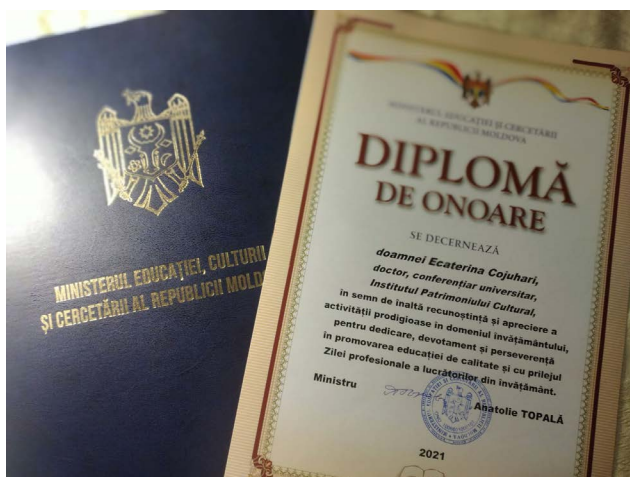 MINISTERUL EDUCAȚIEI, CULTURII
ȘI CERCETĂRII AL REPUBLICII
MINISTERUL EDUCAȚIEI ȘI CERCETĂRII
AL REPUBLICII MOLDOVA
DIPLOMĂ
DE ONOARE
SE DECERNEAZĂ
doamnei Ecaterina Cojuhari,
doctor, conferențiar universitar,
Institutul Patrimoniului Cultural,
în semn de înaltă recunoștință și apreciere a
activității prodigioase în domeniul învățământului,
pentru dedicare, devotament și perseverență
în promovarea educației de calitate și cu prilejul
Zilei profesionale a lucrătorilor din învățământ.
Ministru
Anatolie TOPALĂ
2021